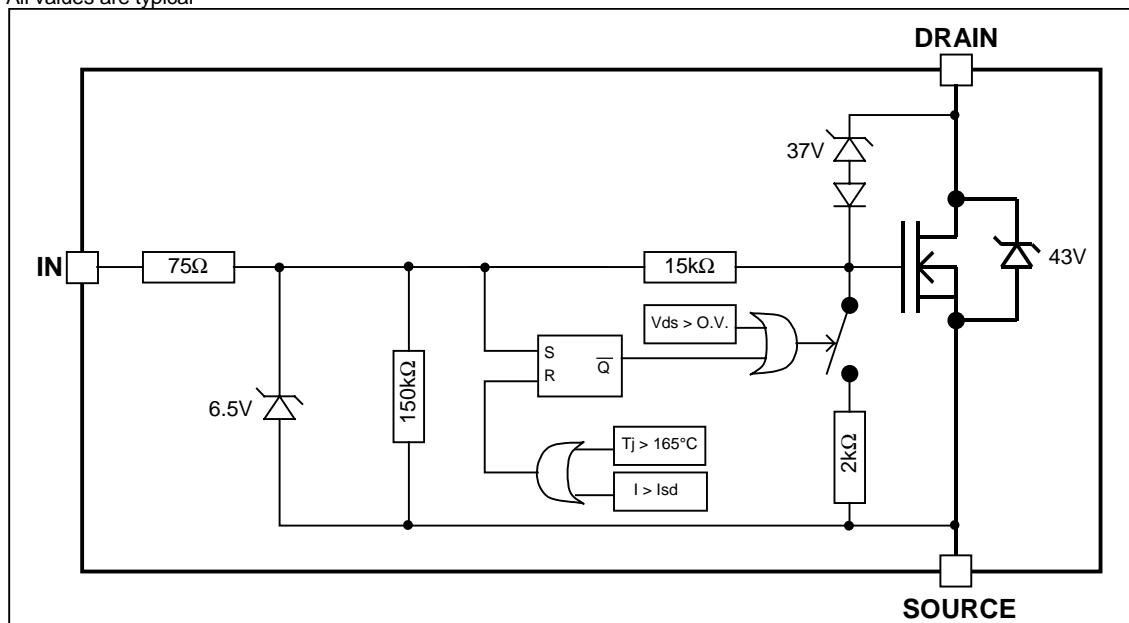 All values are typical
DRAIN
37V
IN
75Ω
15kΩ
43V
Vds > O.V.
S
R
Q̅
150kΩ
6.5V
Tj > 165°C
I > Isd
2kΩ
SOURCE